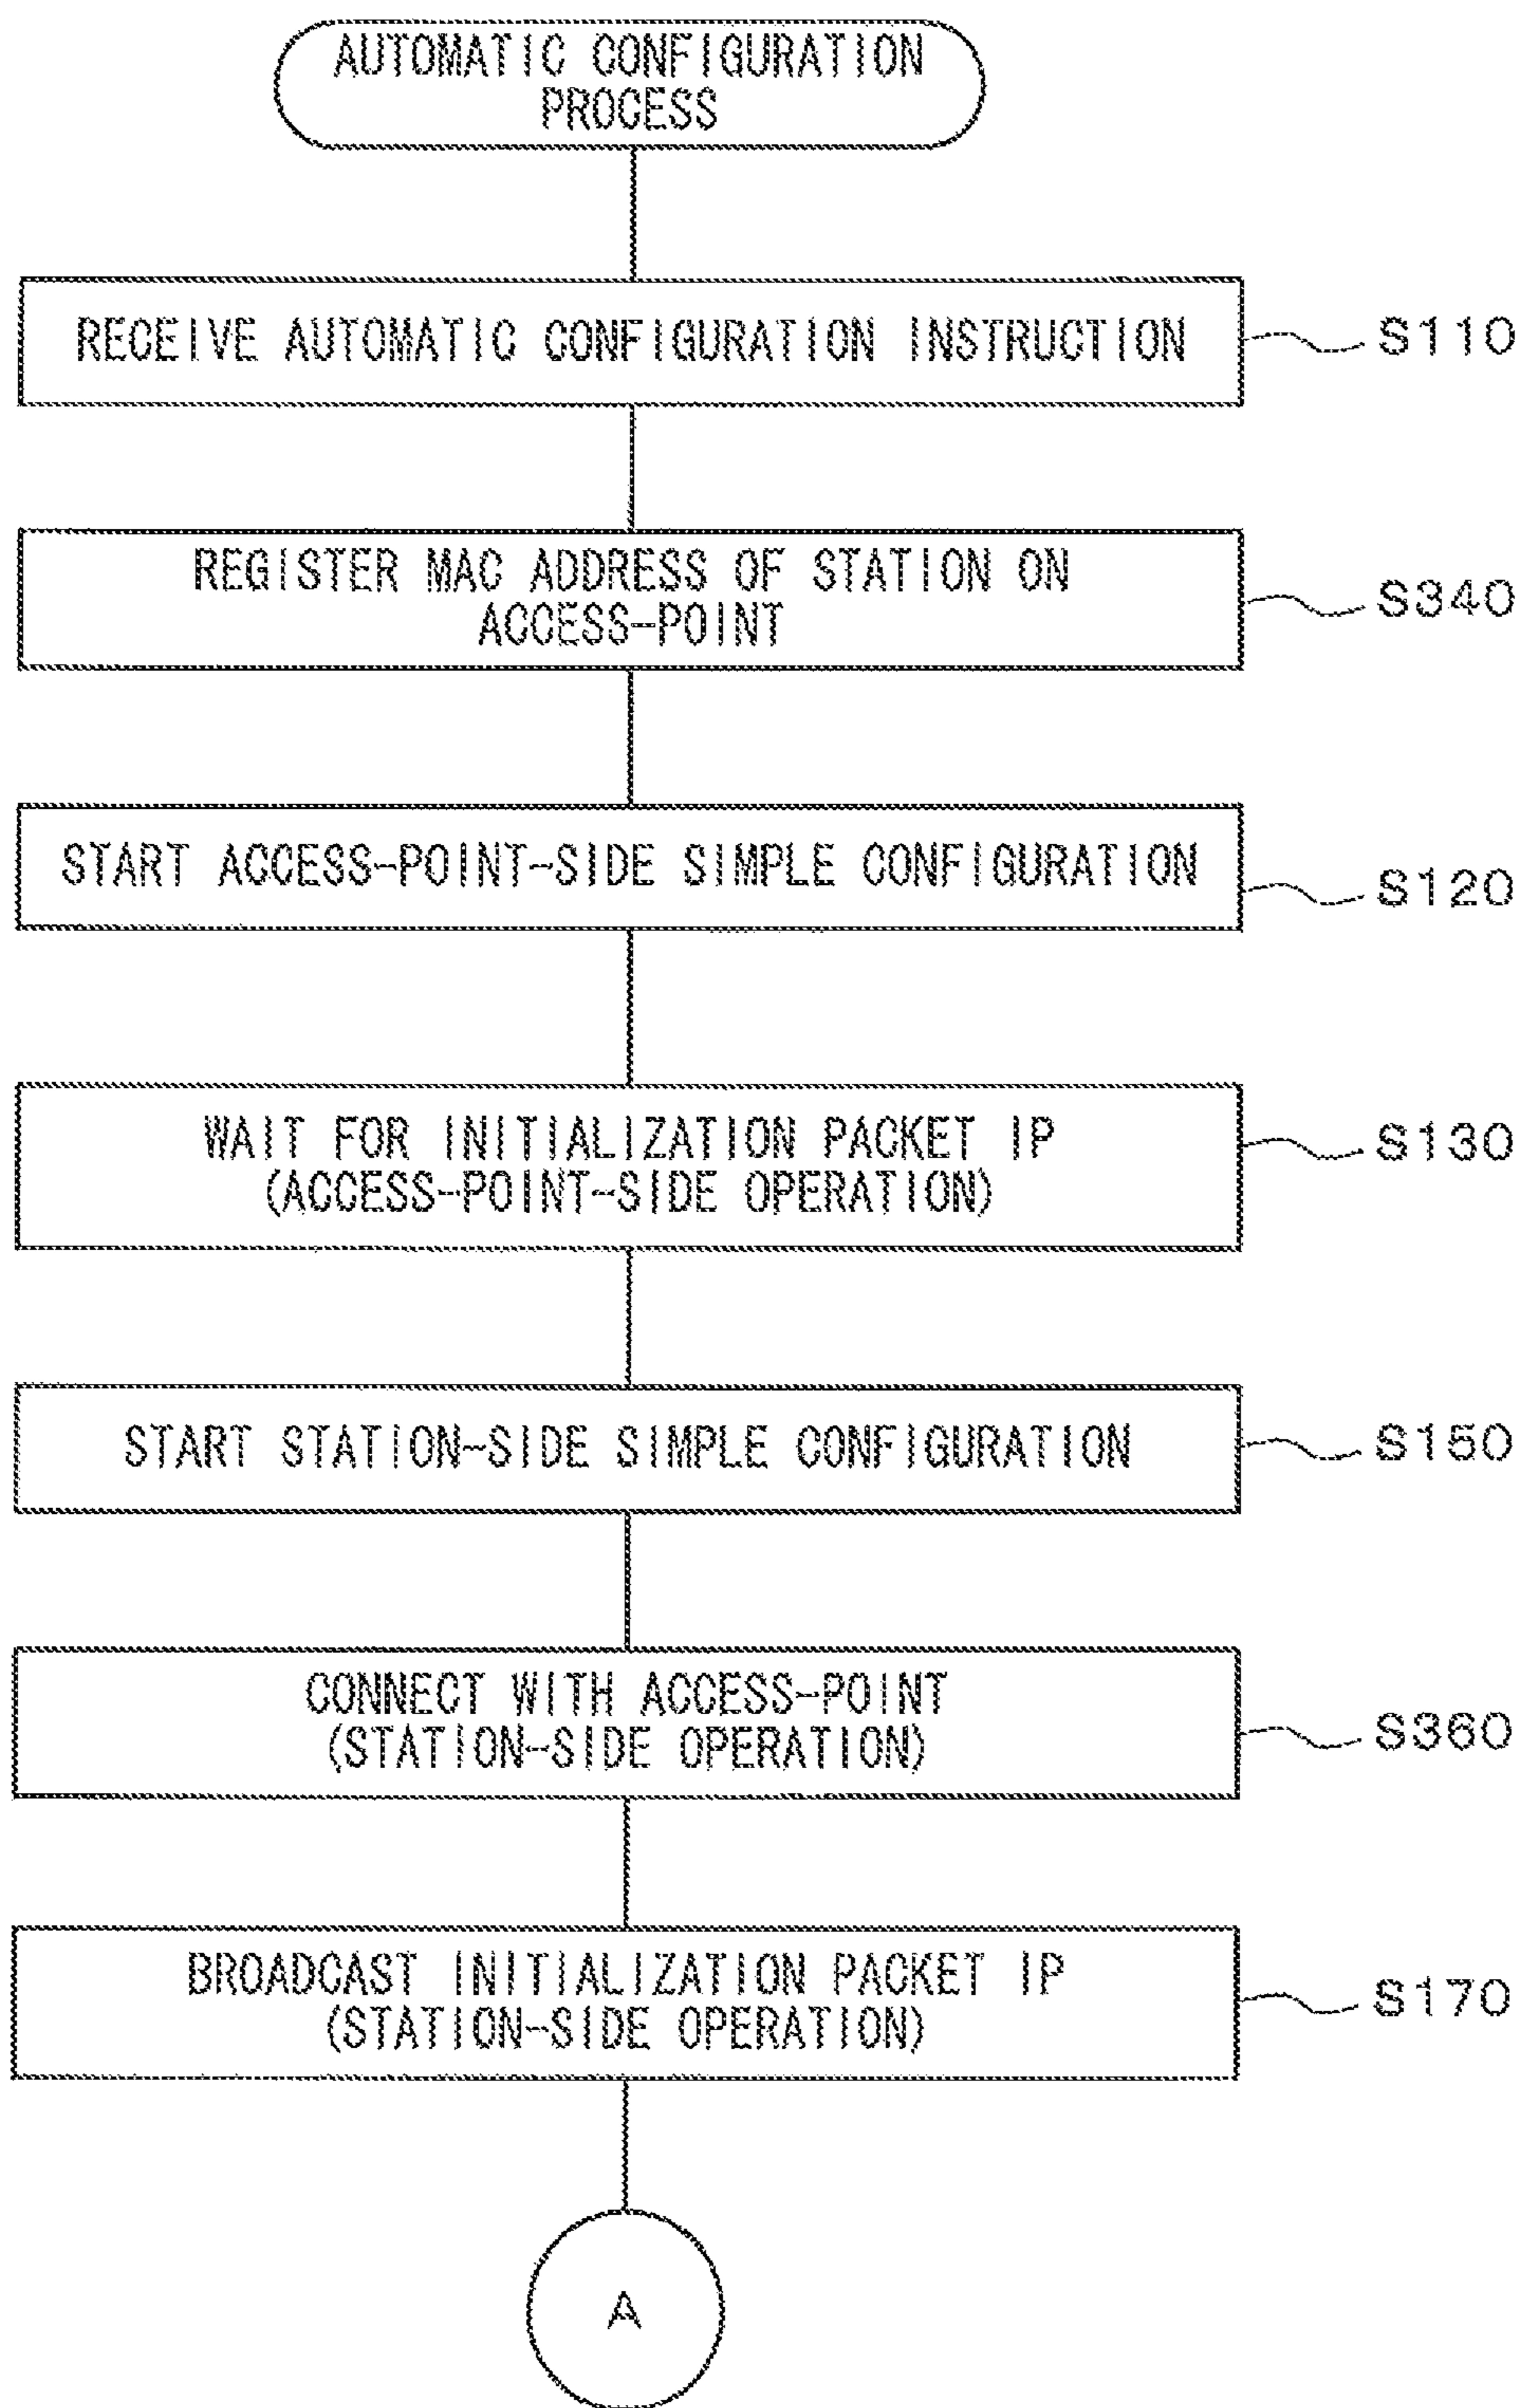 AUTOMATIC CONFIGURATION
PROCESS
RECEIVE AUTOMATIC CONFIGURATION INSTRUCTION
S110
REGISTER MAC ADDRESS OF STATION ON
ACCESS-POINT
S340
START ACCESS-POINT-SIDE SIMPLE CONFIGURATION
S120
WAIT FOR INITIALIZATION PACKET IP
(ACCESS-POINT-SIDE OPERATION)
S130
START STATION-SIDE SIMPLE CONFIGURATION
S150
CONNECT WITH ACCESS-POINT
(STATION-SIDE OPERATION)
S360
BROADCAST INITIALIZATION PACKET IP
(STATION-SIDE OPERATION)
S170
A